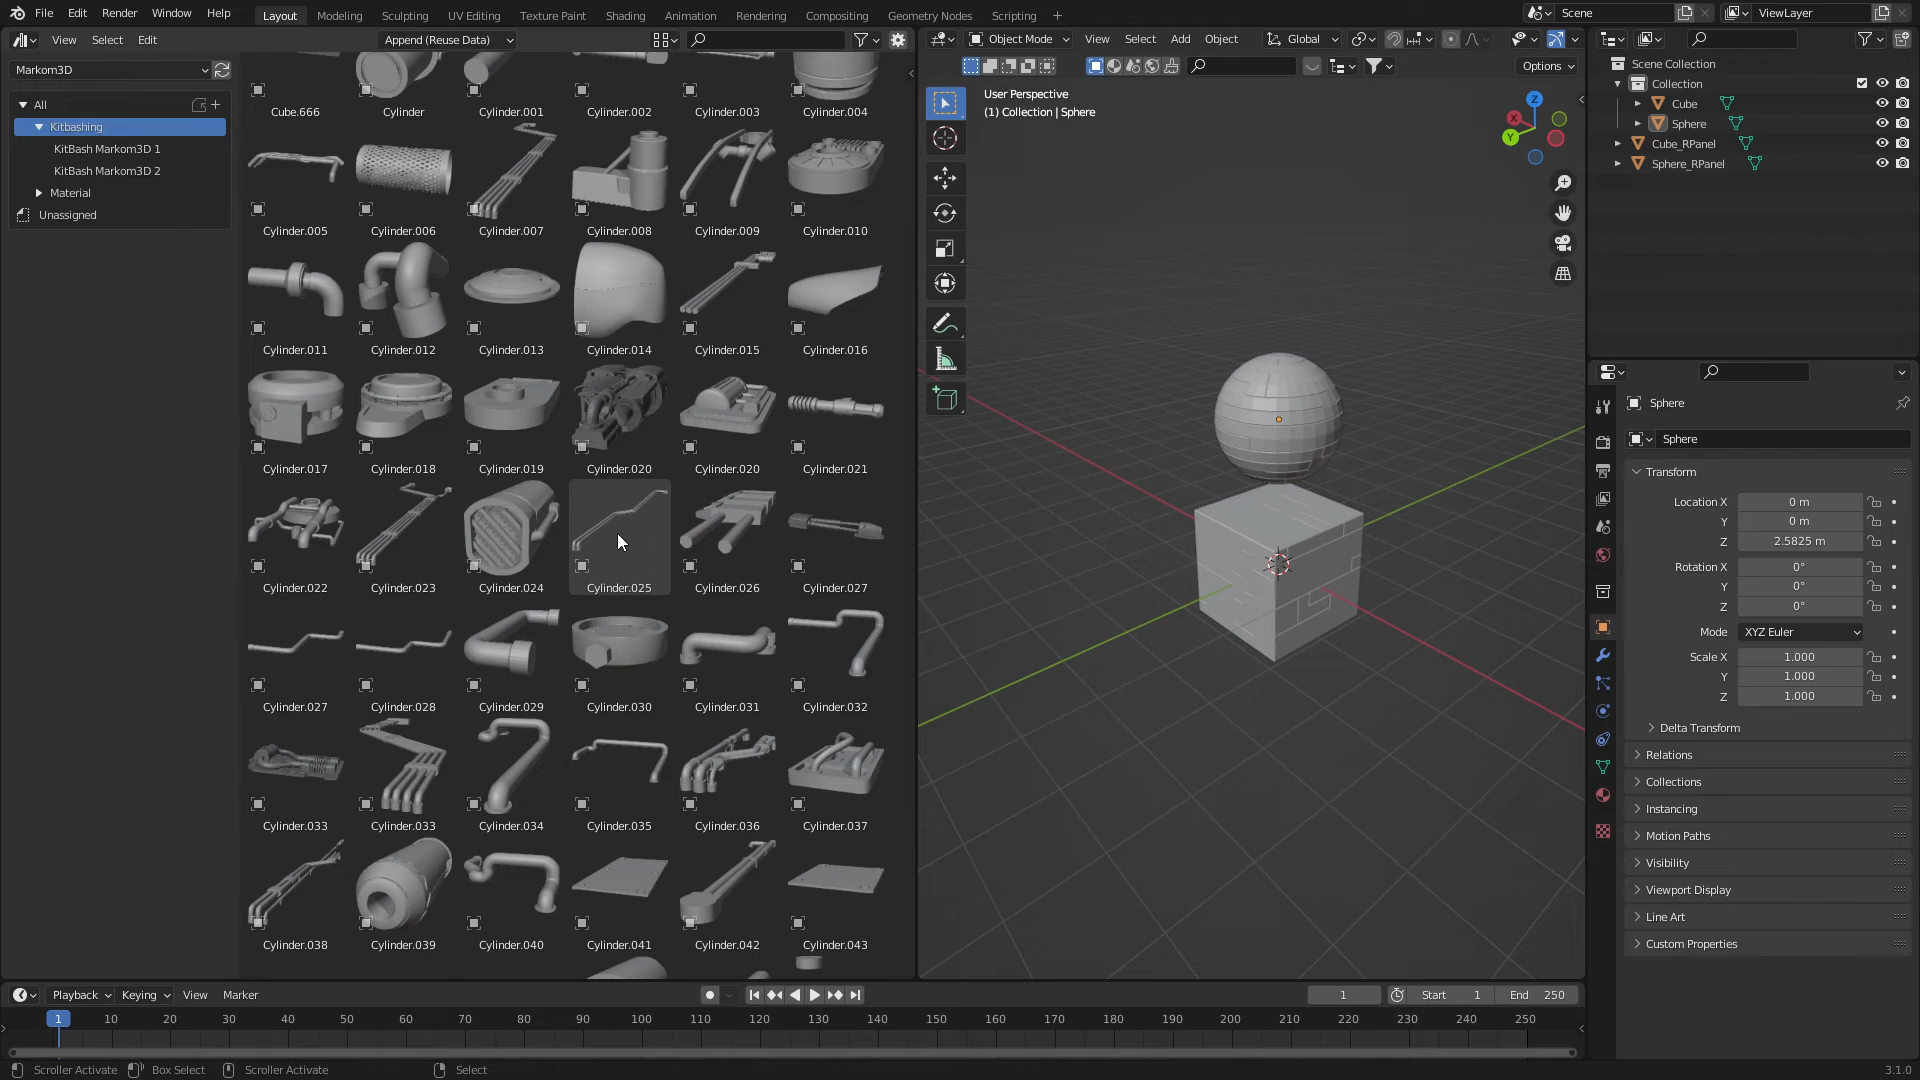 File Edit Render Window Help Layout Modeling Sculpting UV Editing Texture Paint Shading Animation Rendering Compositing Geometry Nodes Scripting + Scene ViewLayer
View Select Edit Append (Reuse Data)
Object Mode View Select Add Object Global
Options
Markom3D
All
Kitbashing
KitBash Markom3D 1
KitBash Markom3D 2
Material
Unassigned
Cube.666 Cylinder Cylinder.001 Cylinder.002 Cylinder.003 Cylinder.004
Cylinder.005 Cylinder.006 Cylinder.007 Cylinder.008 Cylinder.009 Cylinder.010
Cylinder.011 Cylinder.012 Cylinder.013 Cylinder.014 Cylinder.015 Cylinder.016
Cylinder.017 Cylinder.018 Cylinder.019 Cylinder.020 Cylinder.020 Cylinder.021
Cylinder.022 Cylinder.023 Cylinder.024 Cylinder.025 Cylinder.026 Cylinder.027
Cylinder.027 Cylinder.028 Cylinder.029 Cylinder.030 Cylinder.031 Cylinder.032
Cylinder.033 Cylinder.033 Cylinder.034 Cylinder.035 Cylinder.036 Cylinder.037
Cylinder.038 Cylinder.039 Cylinder.040 Cylinder.041 Cylinder.042 Cylinder.043
User Perspective
(1) Collection | Sphere
Z
X
Y
Scene Collection
Collection
Cube
Sphere
Cube_RPanel
Sphere_RPanel
Sphere
Sphere
Transform
Location X 0 m
Y 0 m
Z 2.5825 m
Rotation X 0°
Y 0°
Z 0°
Mode XYZ Euler
Scale X 1.000
Y 1.000
Z 1.000
Delta Transform
Relations
Collections
Instancing
Motion Paths
Visibility
Viewport Display
Line Art
Custom Properties
Playback Keying View Marker 1 Start 1 End 250
1 10 20 30 40 50 60 70 80 90 100 110 120 130 140 150 160 170 180 190 200 210 220 230 240 250
Scroller Activate Box Select Scroller Activate Select 3.1.0